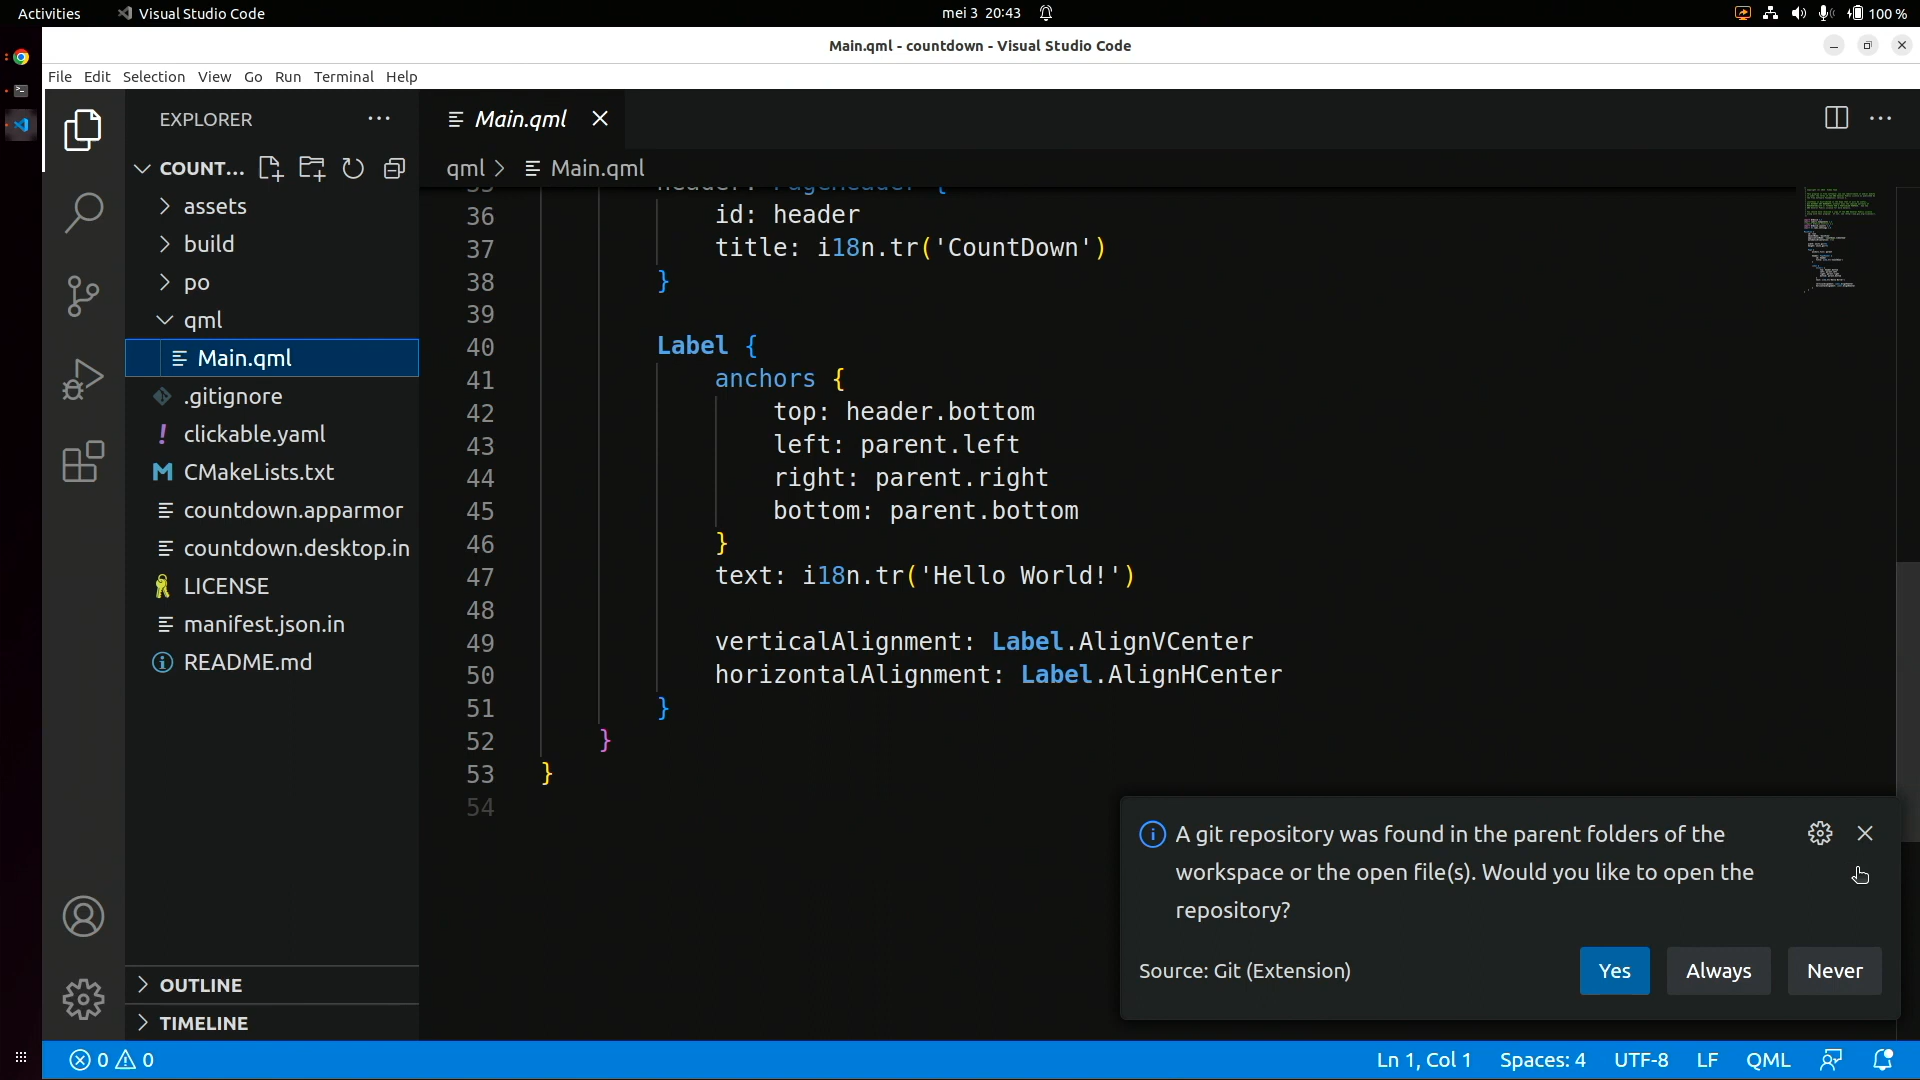 Activities Visual Studio Code mei 3 20:43 100 %
Main.qml - countdown - Visual Studio Code
File Edit Selection View Go Run Terminal Help
EXPLORER
COUNT...
assets
build
po
qml
Main.qml
.gitignore
clickable.yaml
CMakeLists.txt
countdown.apparmor
countdown.desktop.in
LICENSE
manifest.json.in
README.md
OUTLINE
TIMELINE
Main.qml
qml > Main.qml
35 header: PageHeader {
36 id: header
37 title: i18n.tr('CountDown')
38 }
39
40 Label {
41 anchors {
42 top: header.bottom
43 left: parent.left
44 right: parent.right
45 bottom: parent.bottom
46 }
47 text: i18n.tr('Hello World!')
48
49 verticalAlignment: Label.AlignVCenter
50 horizontalAlignment: Label.AlignHCenter
51 }
52 }
53 }
54
A git repository was found in the parent folders of the
workspace or the open file(s). Would you like to open the
repository?
Source: Git (Extension) Yes Always Never
0 0 Ln 1, Col 1 Spaces: 4 UTF-8 LF QML